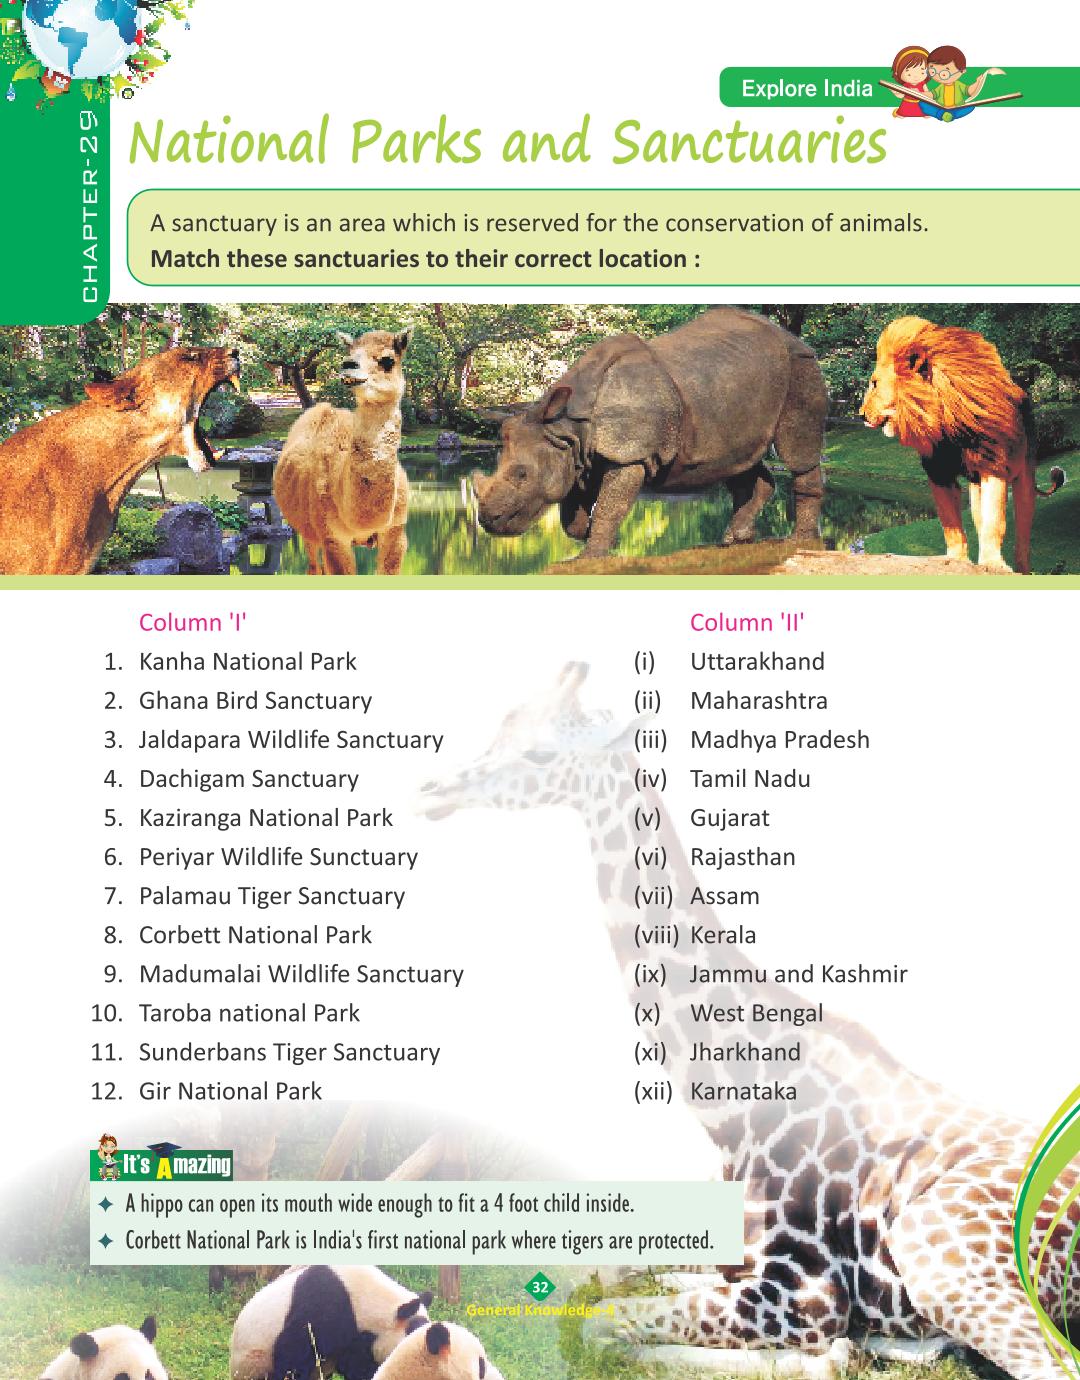 Explore India
CHAPTER-29
National Parks and Sanctuaries
A sanctuary is an area which is reserved for the conservation of animals.
Match these sanctuaries to their correct location :
Column 'I' Column 'II'
1. Kanha National Park (i) Uttarakhand
2. Ghana Bird Sanctuary (ii) Maharashtra
3. Jaldapara Wildlife Sanctuary (iii) Madhya Pradesh
4. Dachigam Sanctuary (iv) Tamil Nadu
5. Kaziranga National Park (v) Gujarat
6. Periyar Wildlife Sunctuary (vi) Rajasthan
7. Palamau Tiger Sanctuary (vii) Assam
8. Corbett National Park (viii) Kerala
9. Madumalai Wildlife Sanctuary (ix) Jammu and Kashmir
10. Taroba national Park (x) West Bengal
11. Sunderbans Tiger Sanctuary (xi) Jharkhand
12. Gir National Park (xii) Karnataka
It's Amazing
✦ A hippo can open its mouth wide enough to fit a 4 foot child inside.
✦ Corbett National Park is India's first national park where tigers are protected.
32
General Knowledge-4